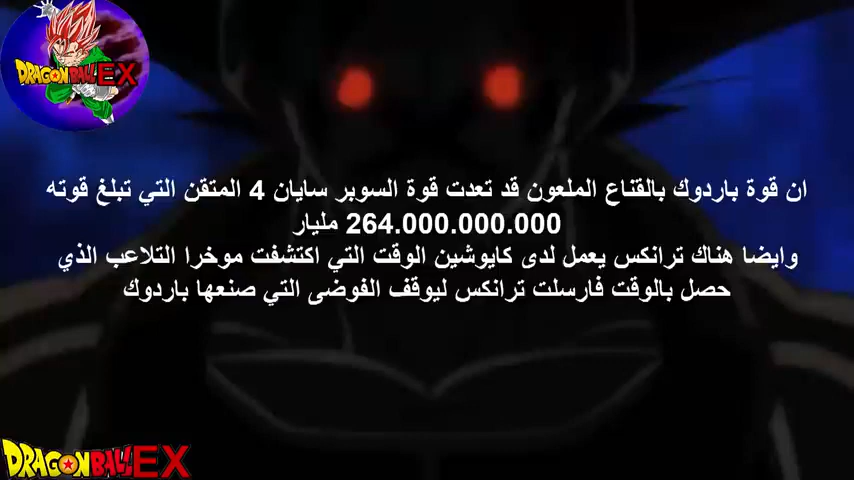 DRAGON BALL EX
ان قوة باردوك بالقناع الملعون قد تعدت قوة السوبر سايان 4 المتقن التي تبلغ قوته
264.000.000.000 مليار
وايضا هناك ترانكس يعمل لدى كايوشين الوقت التي اكتشفت موخرا التلاعب الذي
حصل بالوقت فارسلت ترانكس ليوقف الفوضى التي صنعها باردوك
DRAGON BALL EX